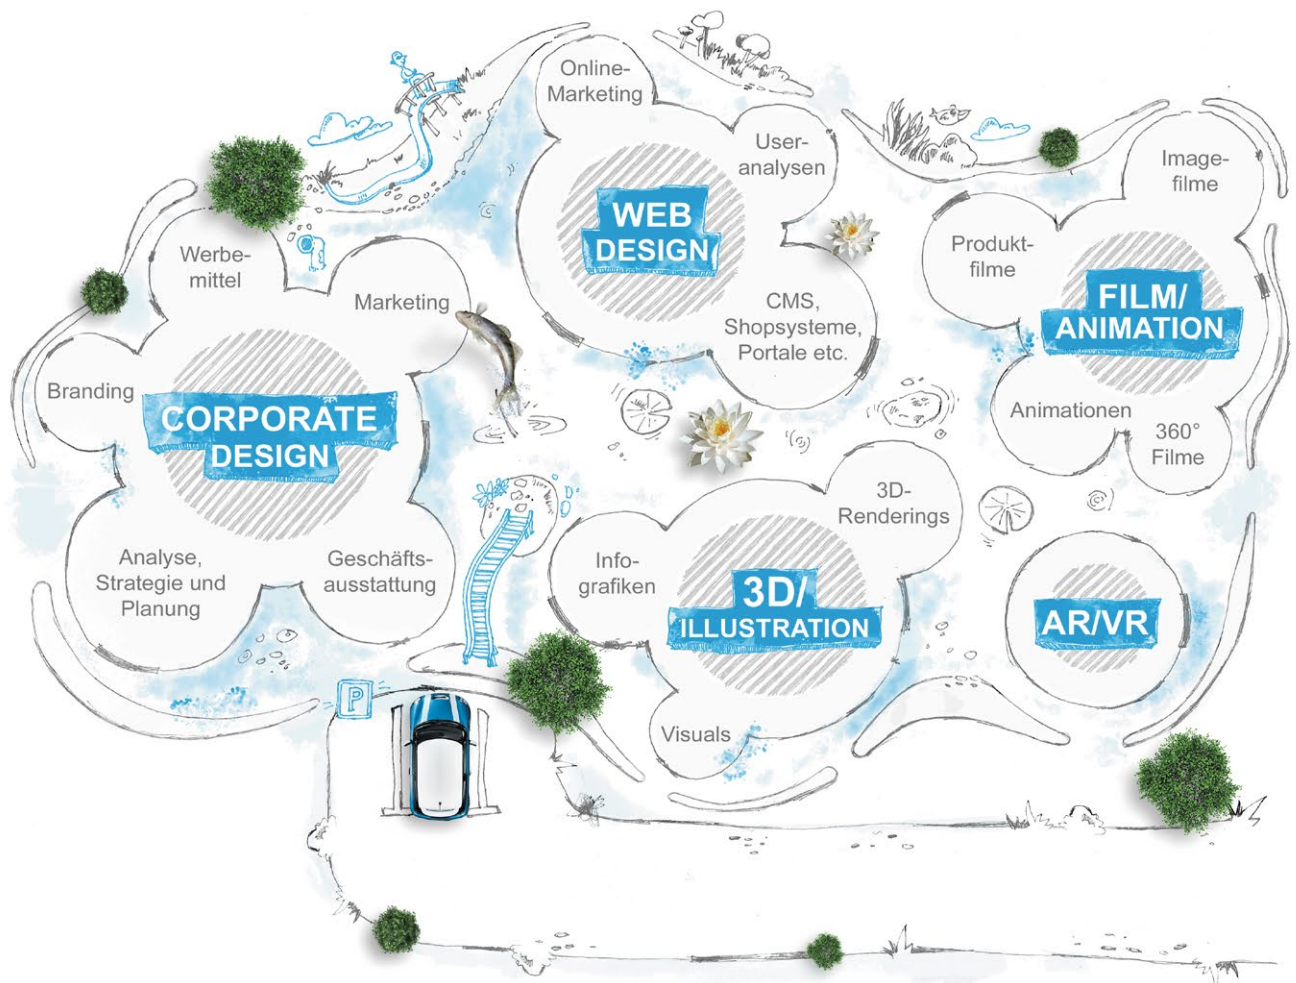 Online-
Marketing
User-
analysen
WEB
DESIGN
CMS,
Shopsysteme,
Portale etc.
Image-
filme
Produkt-
filme
FILM/
ANIMATION
Animationen
360°
Filme
Werbe-
mittel
Marketing
Branding
CORPORATE
DESIGN
Analyse,
Strategie und
Planung
Geschäfts-
ausstattung
3D-
Renderings
Info-
grafiken
3D/
ILLUSTRATION
Visuals
AR/VR
P